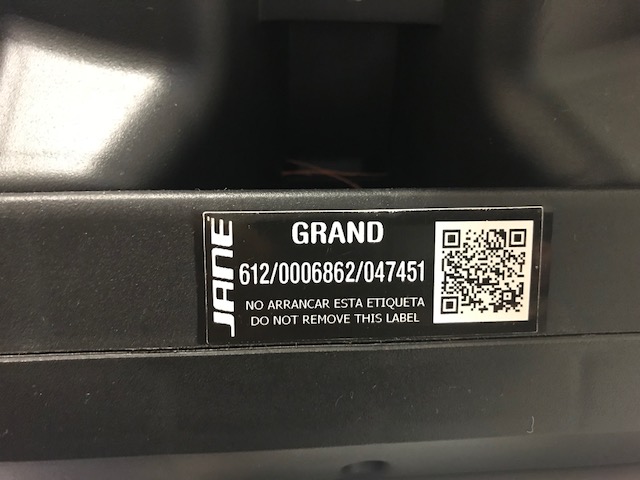 JANE
GRAND
612/0006862/047451
NO ARRANCAR ESTA ETIQUETA
DO NOT REMOVE THIS LABEL